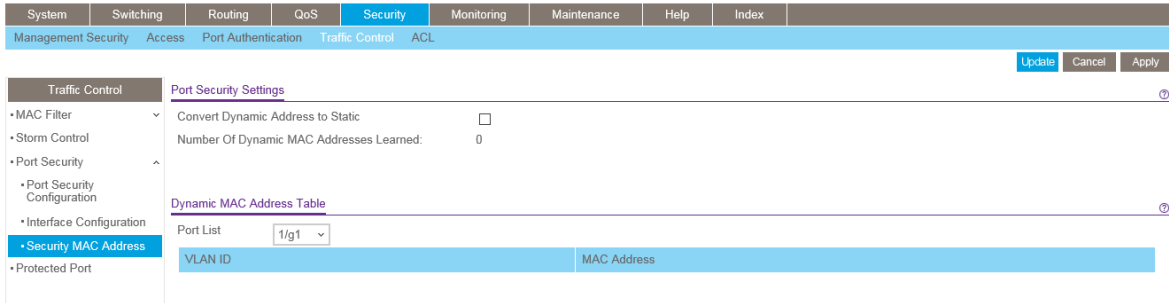 System Switching Routing QoS Security Monitoring Maintenance Help Index
Management Security Access Port Authentication Traffic Control ACL
Update Cancel Apply
Traffic Control
MAC Filter
Storm Control
Port Security
Port Security
Configuration
Interface Configuration
Security MAC Address
Protected Port
Port Security Settings
Convert Dynamic Address to Static
Number Of Dynamic MAC Addresses Learned: 0
Dynamic MAC Address Table
Port List 1/g1
VLAN ID MAC Address